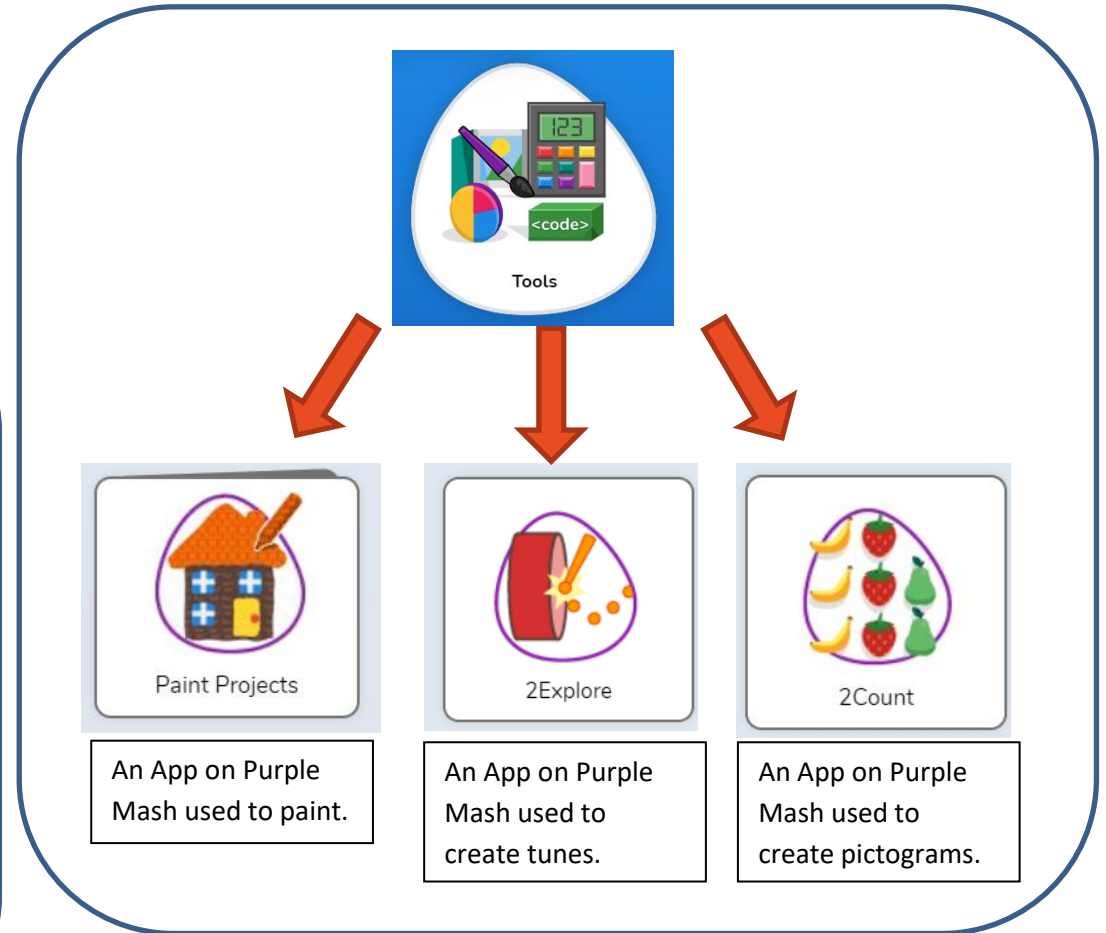 123
<code>
Tools
Paint Projects
2Explore
2Count
An App on Purple
Mash used to paint.
An App on Purple
Mash used to
create tunes.
An App on Purple
Mash used to
create pictograms.